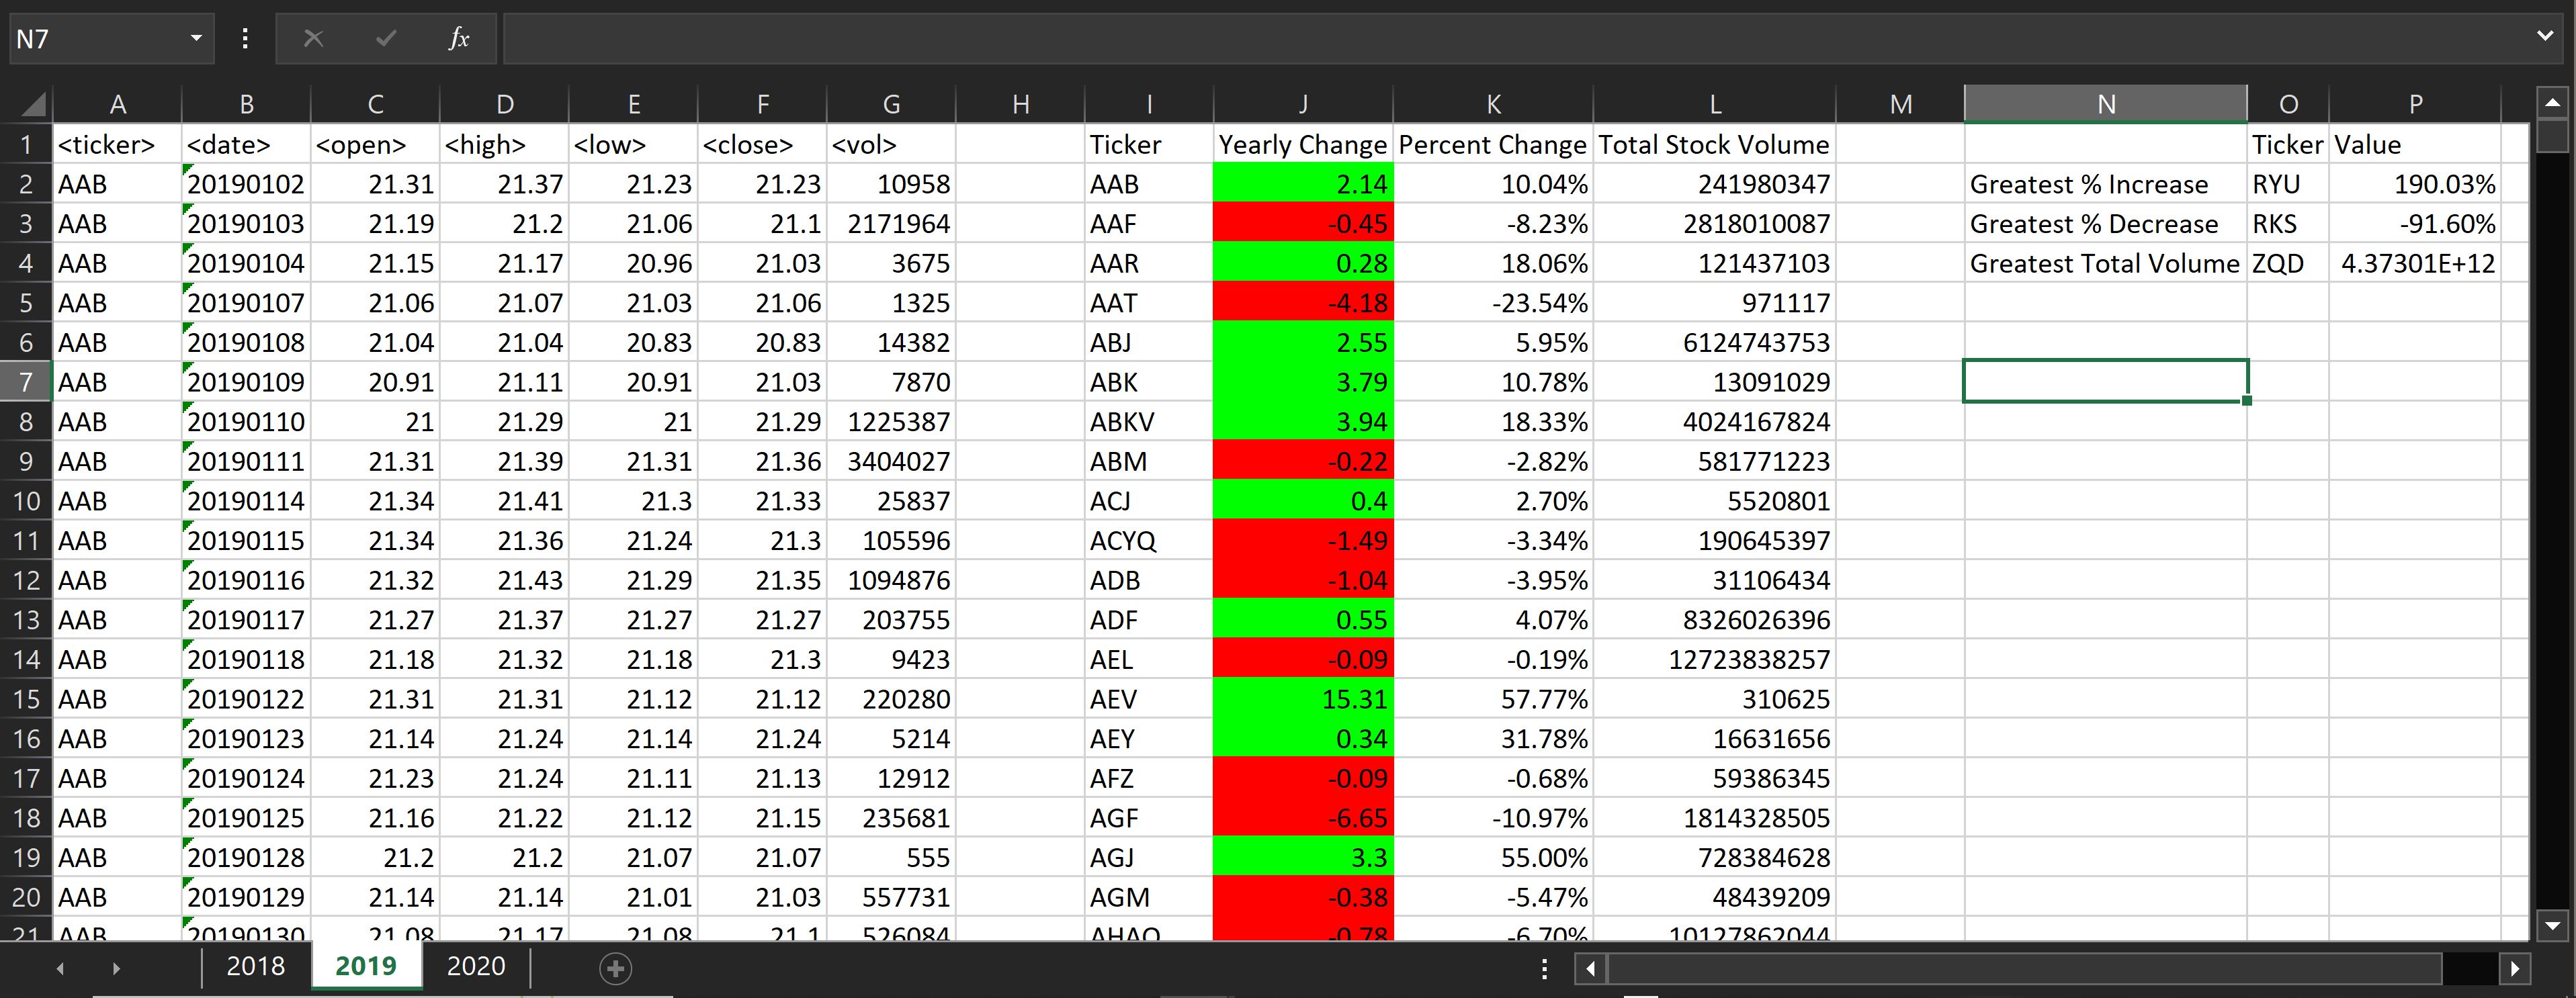 N7 fx
A B C D E F G H I J K L M N O P
1 <ticker> <date> <open> <high> <low> <close> <vol> Ticker Yearly Change Percent Change Total Stock Volume Ticker Value
2 AAB 20190102 21.31 21.37 21.23 21.23 10958 AAB 2.14 10.04% 241980347 Greatest % Increase RYU 190.03%
3 AAB 20190103 21.19 21.2 21.06 21.1 2171964 AAF -0.45 -8.23% 2818010087 Greatest % Decrease RKS -91.60%
4 AAB 20190104 21.15 21.17 20.96 21.03 3675 AAR 0.28 18.06% 121437103 Greatest Total Volume ZQD 4.37301E+12
5 AAB 20190107 21.06 21.07 21.03 21.06 1325 AAT -4.18 -23.54% 971117
6 AAB 20190108 21.04 21.04 20.83 20.83 14382 ABJ 2.55 5.95% 6124743753
7 AAB 20190109 20.91 21.11 20.91 21.03 7870 ABK 3.79 10.78% 13091029
8 AAB 20190110 21 21.29 21 21.29 1225387 ABKV 3.94 18.33% 4024167824
9 AAB 20190111 21.31 21.39 21.31 21.36 3404027 ABM -0.22 -2.82% 581771223
10 AAB 20190114 21.34 21.41 21.3 21.33 25837 ACJ 0.4 2.70% 5520801
11 AAB 20190115 21.34 21.36 21.24 21.3 105596 ACYQ -1.49 -3.34% 190645397
12 AAB 20190116 21.32 21.43 21.29 21.35 1094876 ADB -1.04 -3.95% 31106434
13 AAB 20190117 21.27 21.37 21.27 21.27 203755 ADF 0.55 4.07% 8326026396
14 AAB 20190118 21.18 21.32 21.18 21.3 9423 AEL -0.09 -0.19% 12723838257
15 AAB 20190122 21.31 21.31 21.12 21.12 220280 AEV 15.31 57.77% 310625
16 AAB 20190123 21.14 21.24 21.14 21.24 5214 AEY 0.34 31.78% 16631656
17 AAB 20190124 21.23 21.24 21.11 21.13 12912 AFZ -0.09 -0.68% 59386345
18 AAB 20190125 21.16 21.22 21.12 21.15 235681 AGF -6.65 -10.97% 1814328505
19 AAB 20190128 21.2 21.2 21.07 21.07 555 AGJ 3.3 55.00% 728384628
20 AAB 20190129 21.14 21.14 21.01 21.03 557731 AGM -0.38 -5.47% 48439209
21 AAB 20190130 21.08 21.17 21.08 21.1 526084 -0.78 -6.70% 10127862044
2018 2019 2020